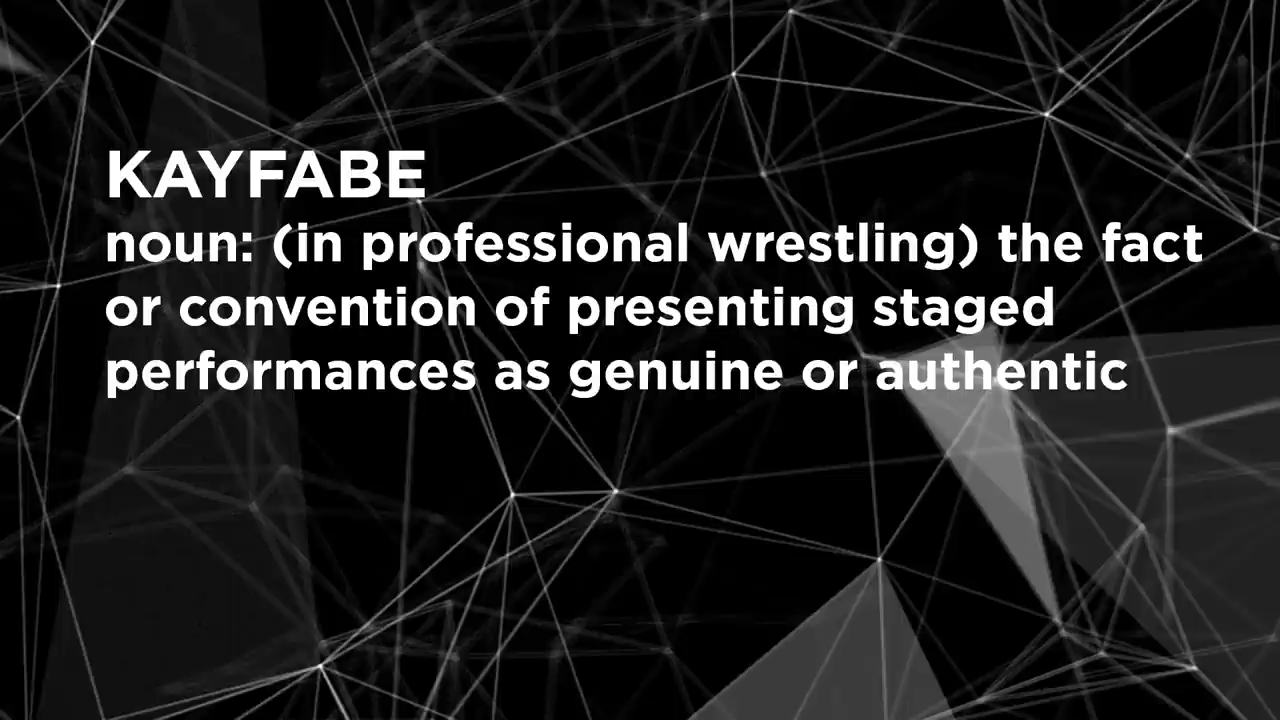 KAYFABE
noun: (in professional wrestling) the fact
or convention of presenting staged
performances as genuine or authentic